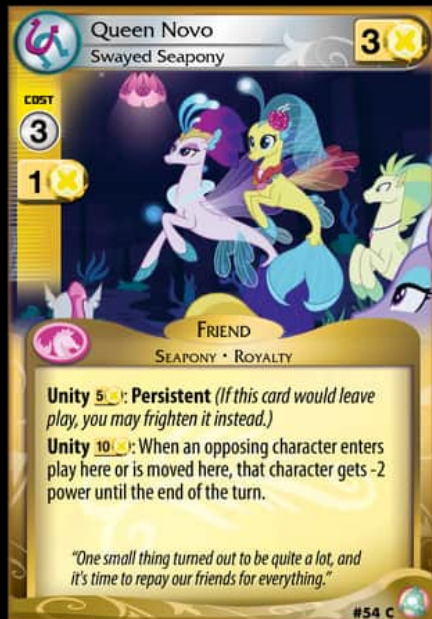 Queen Novo
Swayed Seapony
3
COST
3
1
FRIEND
SEAPONY • ROYALTY
Unity 5: Persistent (If this card would leave
play, you may frighten it instead.)
Unity 10: When an opposing character enters
play here or is moved here, that character gets -2
power until the end of the turn.
"One small thing turned out to be quite a lot, and
it's time to repay our friends for everything."
#54 C